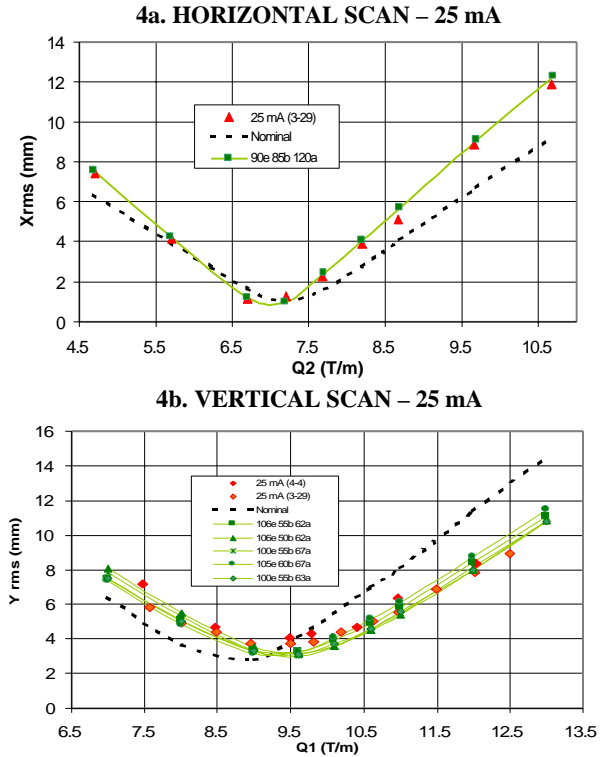 4a. HORIZONTAL SCAN – 25 mA
14
12
10
8
6
4
2
0
Xrms (mm)
25 mA (3-29)
Nominal
90e 85b 120a
4.5 5.5 6.5 7.5 8.5 9.5 10.5
Q2 (T/m)
4b. VERTICAL SCAN – 25 mA
16
14
12
10
8
6
4
2
0
Y rms (mm)
25 mA (4-4)
25 mA (3-29)
Nominal
106e 55b 62a
106e 50b 62a
100e 55b 67a
105e 60b 67a
100e 55b 63a
6.5 7.5 8.5 9.5 10.5 11.5 12.5 13.5
Q1 (T/m)